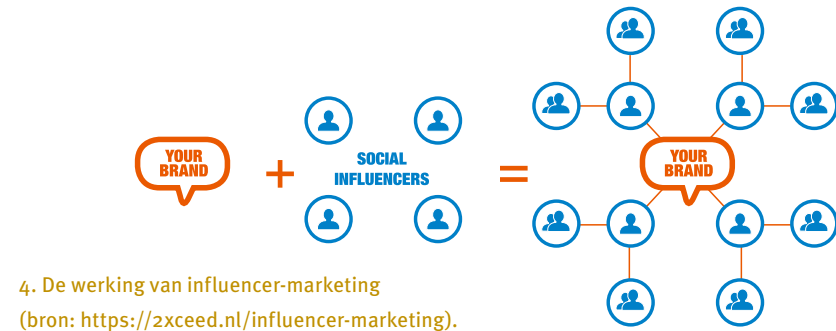 YOUR
BRAND
+
SOCIAL
INFLUENCERS
=
YOUR
BRAND
4. De werking van influencer-marketing
(bron: https://2xceed.nl/influencer-marketing).